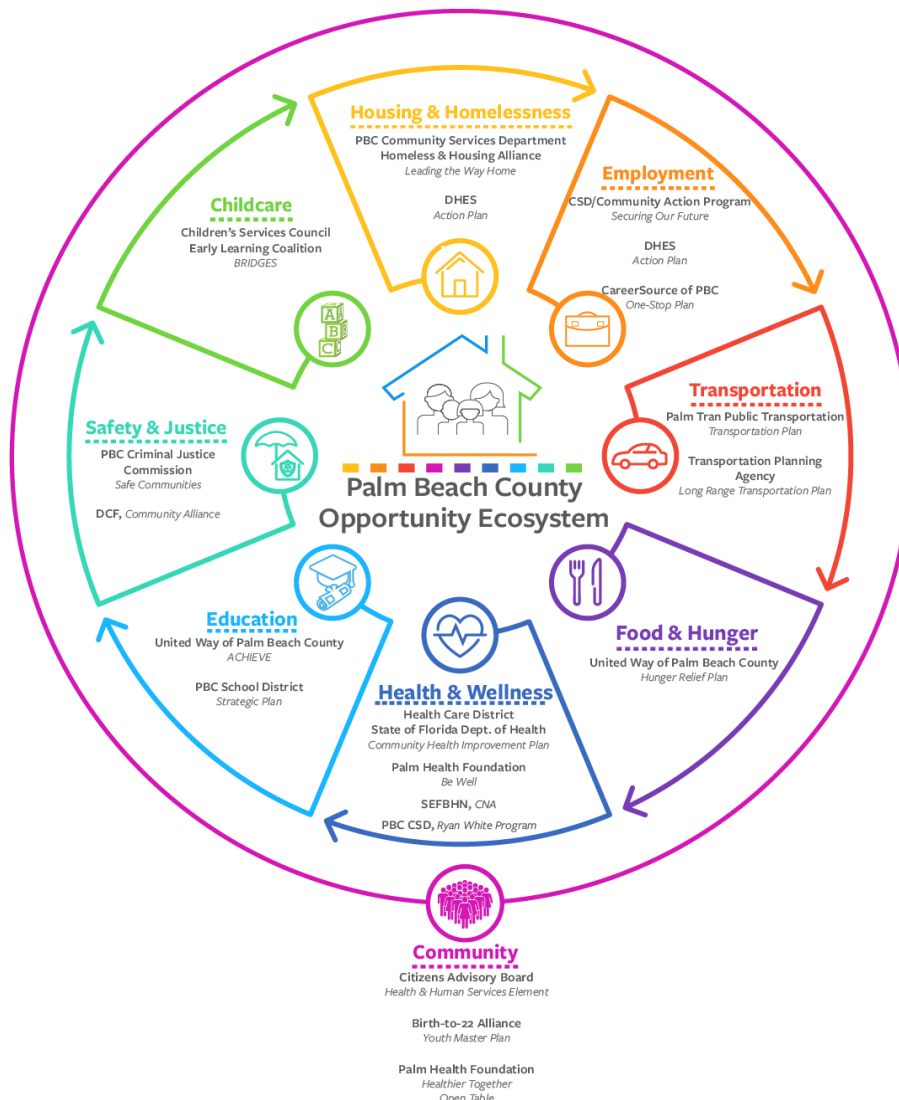 Housing & Homelessness
PBC Community Services Department
Homeless & Housing Alliance
Leading the Way Home
DHES
Action Plan
Employment
CSD/Community Action Program
Securing Our Future
DHES
Action Plan
CareerSource of PBC
One-Stop Plan
Transportation
Palm Tran Public Transportation
Transportation Plan
Transportation Planning
Agency
Long Range Transportation Plan
Food & Hunger
United Way of Palm Beach County
Hunger Relief Plan
Health & Wellness
Health Care District
State of Florida Dept. of Health
Community Health Improvement Plan
Palm Health Foundation
Be Well
SEFBHN, CNA
PBC CSD, Ryan White Program
Education
United Way of Palm Beach County
ACHIEVE
PBC School District
Strategic Plan
Safety & Justice
PBC Criminal Justice
Commission
Safe Communities
DCF, Community Alliance
Childcare
Children's Services Council
Early Learning Coalition
BRIDGES
A
B
C
Palm Beach County
Opportunity Ecosystem
Community
Citizens Advisory Board
Health & Human Services Element
Birth-to-22 Alliance
Youth Master Plan
Palm Health Foundation
Healthier Together
Open Table